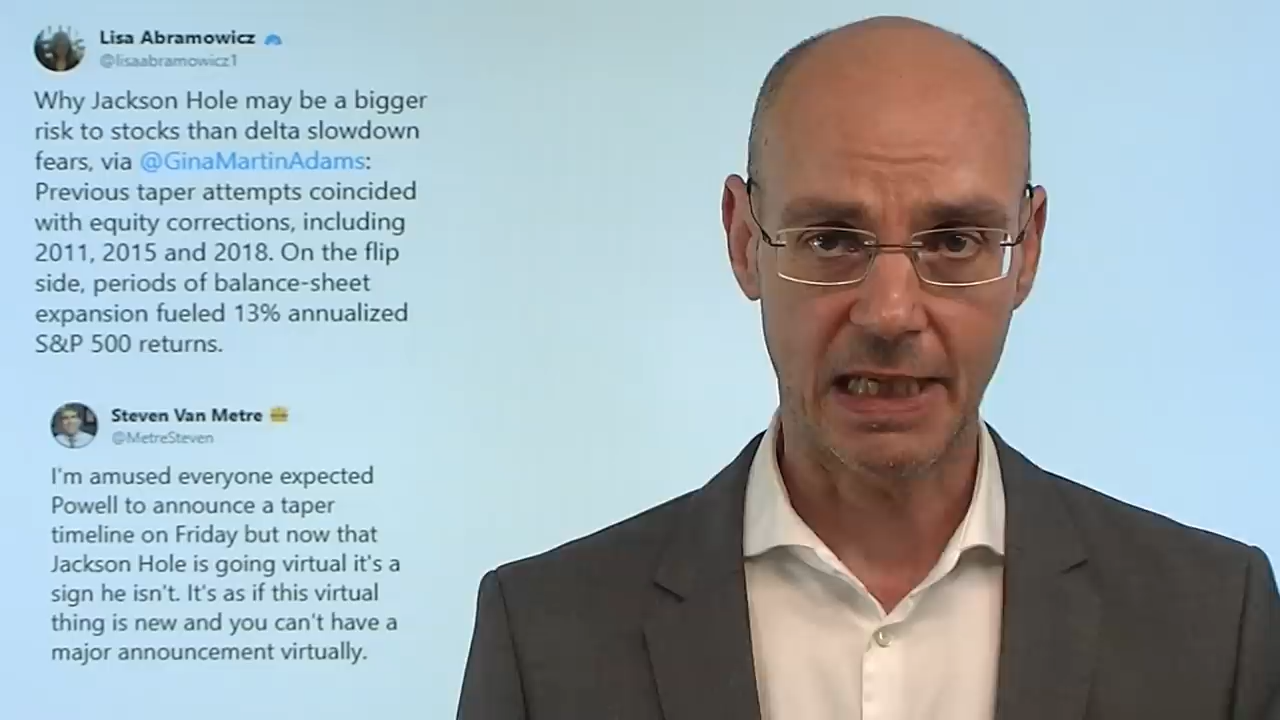 Lisa Abramowicz
@lisaabramowicz1
Why Jackson Hole may be a bigger
risk to stocks than delta slowdown
fears, via @GinaMartinAdams:
Previous taper attempts coincided
with equity corrections, including
2011, 2015 and 2018. On the flip
side, periods of balance-sheet
expansion fueled 13% annualized
S&P 500 returns.
Steven Van Metre
@MetreSteven
I'm amused everyone expected
Powell to announce a taper
timeline on Friday but now that
Jackson Hole is going virtual it's a
sign he isn't. It's as if this virtual
thing is new and you can't have a
major announcement virtually.